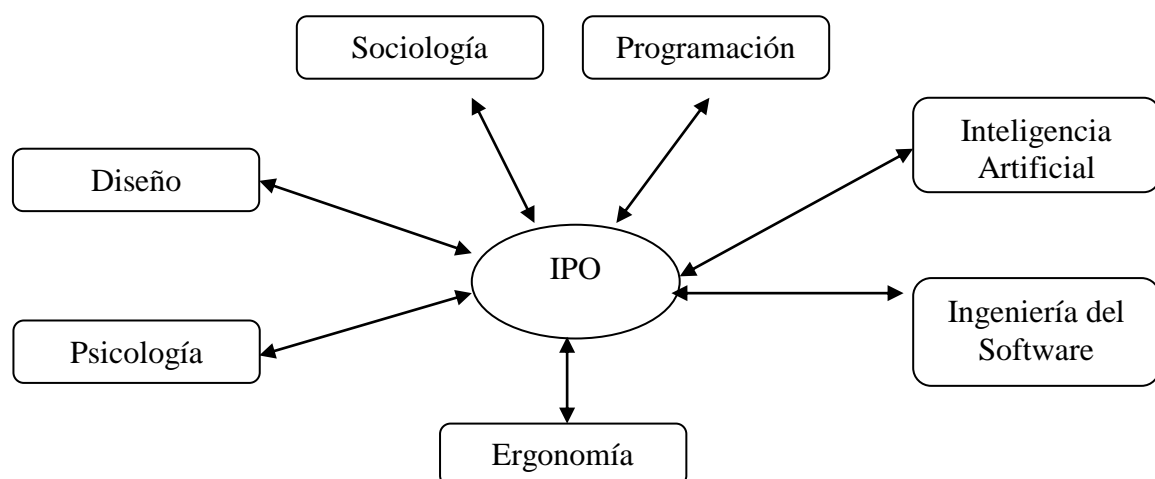 Sociología
Programación
Inteligencia
Artificial
Diseño
IPO
Ingeniería del
Software
Psicología
Ergonomía